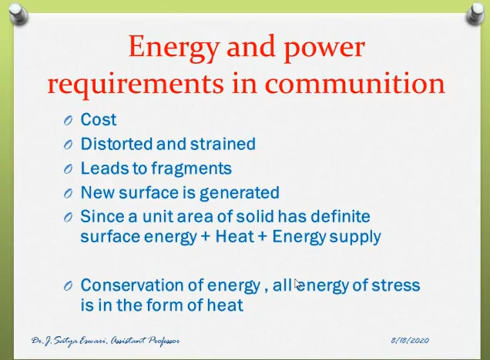 Energy and power
requirements in communition
Cost
Distorted and strained
Leads to fragments
New surface is generated
Since a unit area of solid has definite
surface energy + Heat + Energy supply
Conservation of energy , all energy of stress
is in the form of heat
Dr. J. Satya Eswari, Assistant Professor
8/18/2020